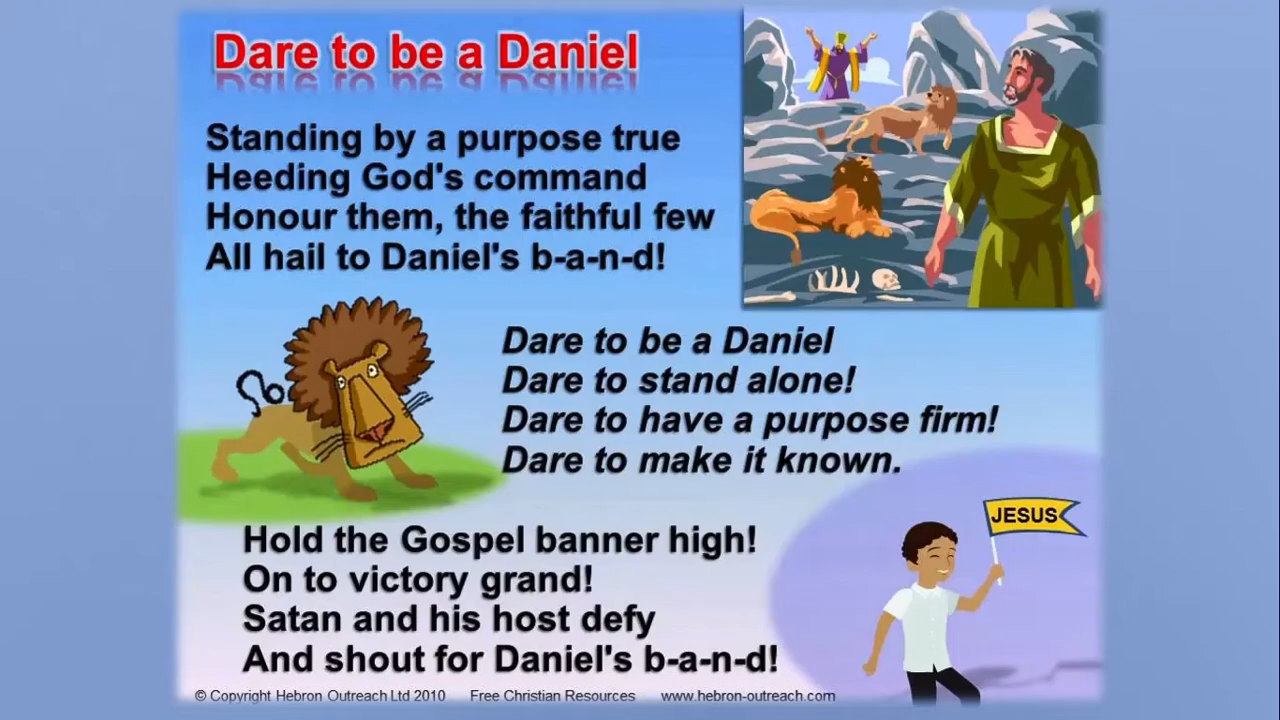 Dare to be a Daniel
Standing by a purpose true
Heeding God's command
Honour them, the faithful few
All hail to Daniel's b-a-n-d!
Dare to be a Daniel
Dare to stand alone!
Dare to have a purpose firm!
Dare to make it known.
JESUS
Hold the Gospel banner high!
On to victory grand!
Satan and his host defy
And shout for Daniel's b-a-n-d!
© Copyright Hebron Outreach Ltd 2010 Free Christian Resources www.hebron-outreach.com